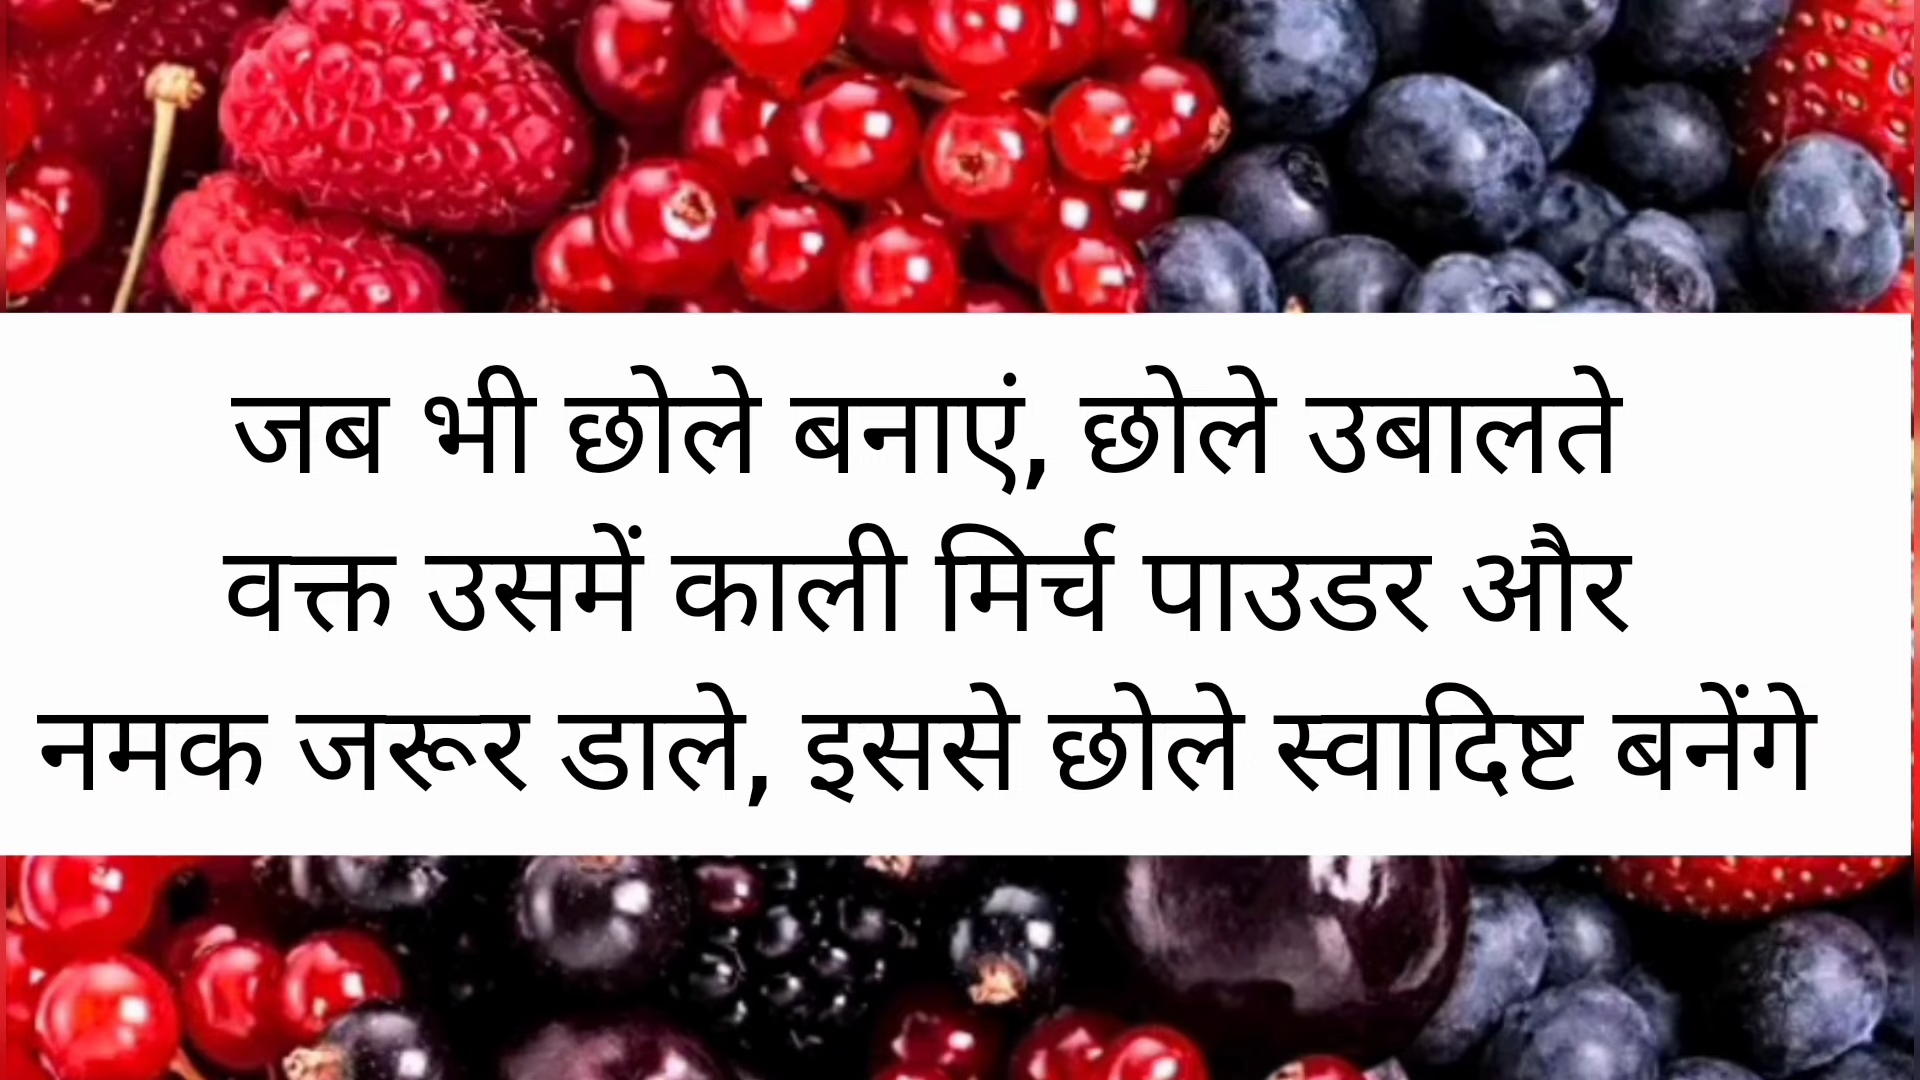 जब भी छोले बनाएं, छोले उबालते
वक्त उसमें काली मिर्च पाउडर और
नमक जरूर डाले, इससे छोले स्वादिष्ट बनेंगे